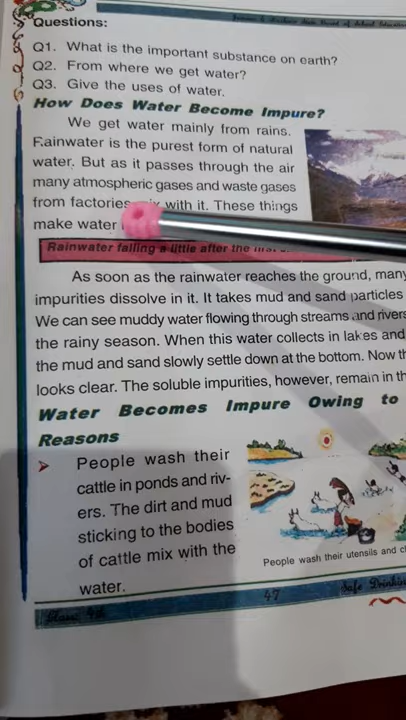 Questions:
Q1. What is the important substance on earth?
Q2. From where we get water?
Q3. Give the uses of water.
How Does Water Become Impure?
We get water mainly from rains.
Rainwater is the purest form of natural
water. But as it passes through the air
many atmospheric gases and waste gases
from factories with it. These things
make water
Rainwater falling a little after the
As soon as the rainwater reaches the ground, many
impurities dissolve in it. It takes mud and sand particles
We can see muddy water flowing through streams and rivers
the rainy season. When this water collects in lakes and
the mud and sand slowly settle down at the bottom. Now
looks clear. The soluble impurities, however, remain in
Water Becomes Impure Owing to
Reasons
➤ People wash their
cattle in ponds and riv-
ers. The dirt and mud
sticking to the bodies
of cattle mix with the
water.
People wash their utensils and
47
Safe
Class 4th